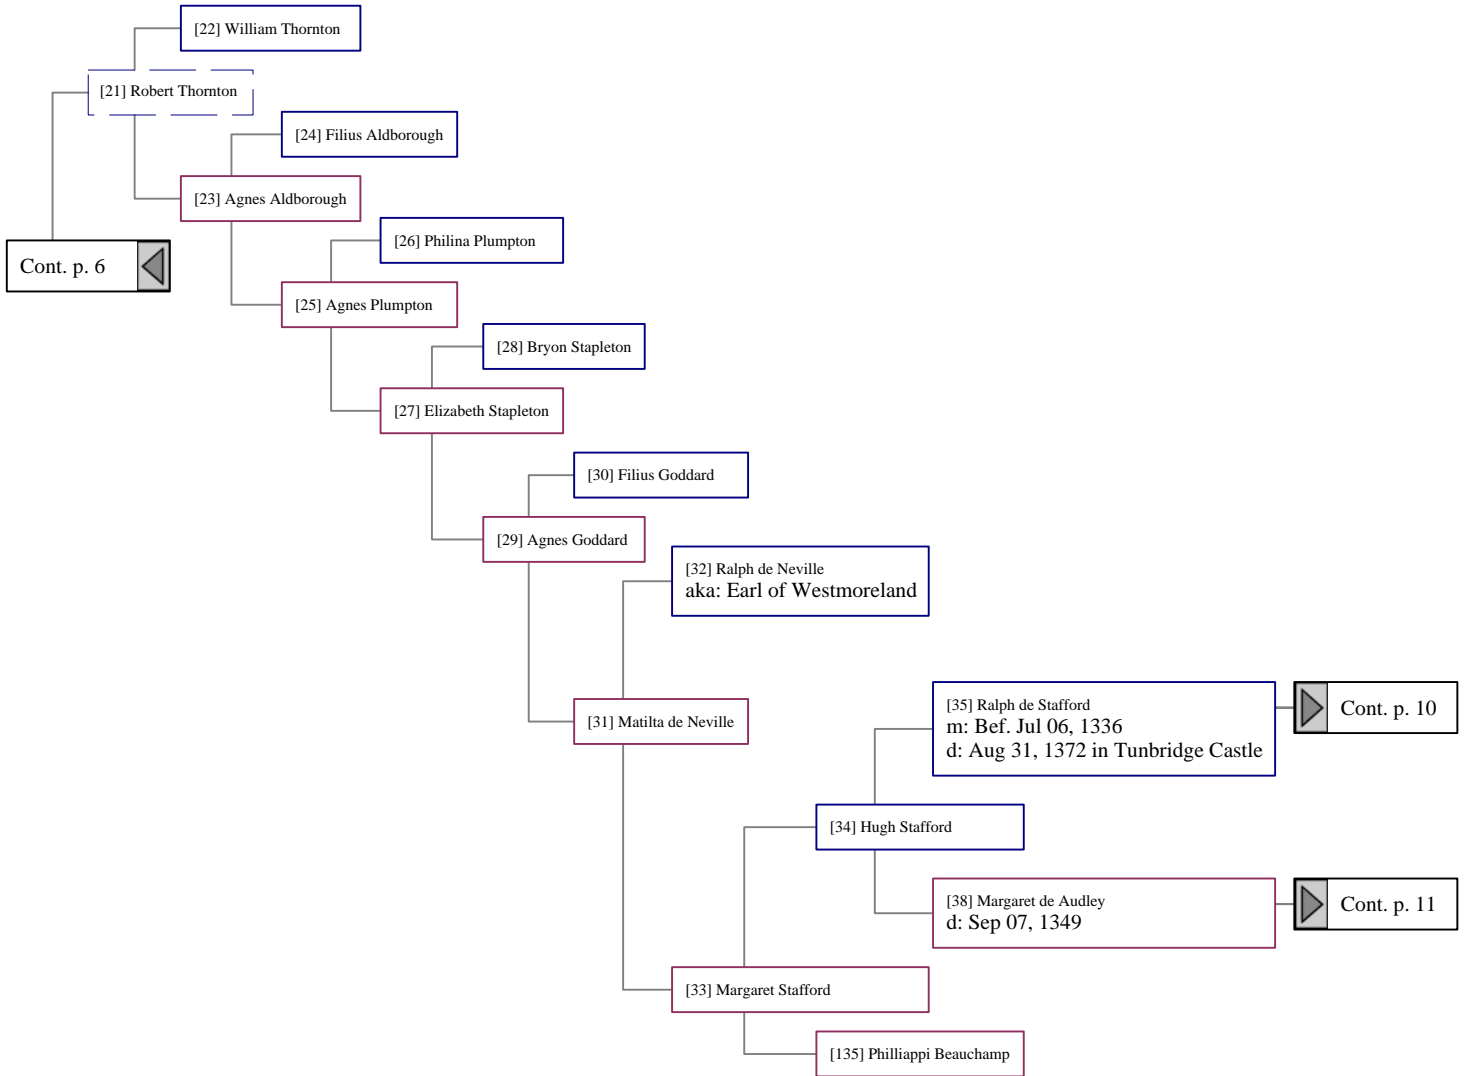 [22] William Thornton
[21] Robert Thornton
[24] Filius Aldborough
[23] Agnes Aldborough
[26] Philina Plumpton
Cont. p. 6
[25] Agnes Plumpton
[28] Bryon Stapleton
[27] Elizabeth Stapleton
[30] Filius Goddard
[29] Agnes Goddard
[32] Ralph de Neville
aka: Earl of Westmoreland
[31] Matilta de Neville
[35] Ralph de Stafford
m: Bef. Jul 06, 1336
d: Aug 31, 1372 in Tunbridge Castle
Cont. p. 10
[34] Hugh Stafford
[38] Margaret de Audley
d: Sep 07, 1349
Cont. p. 11
[33] Margaret Stafford
[135] Philliappi Beauchamp